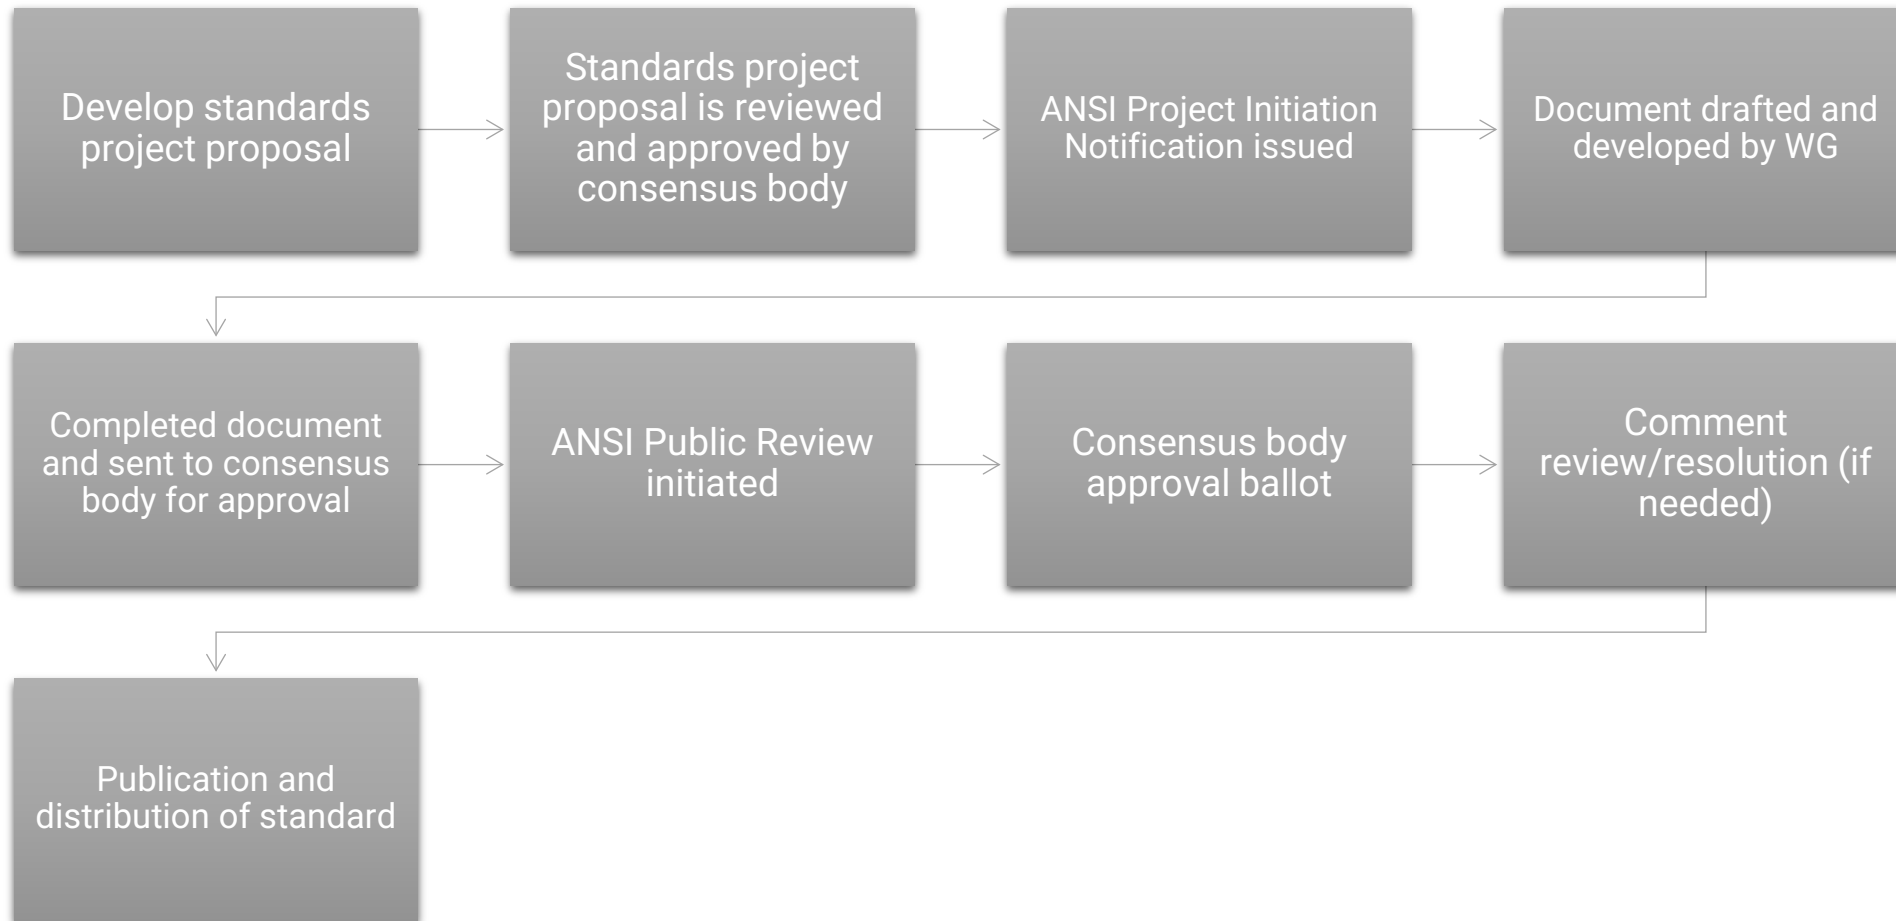 Develop standards
project proposal
Standards project
proposal is reviewed
and approved by
consensus body
ANSI Project Initiation
Notification issued
Document drafted and
developed by WG
Completed document
and sent to consensus
body for approval
ANSI Public Review
initiated
Consensus body
approval ballot
Comment
review/resolution (if
needed)
Publication and
distribution of standard